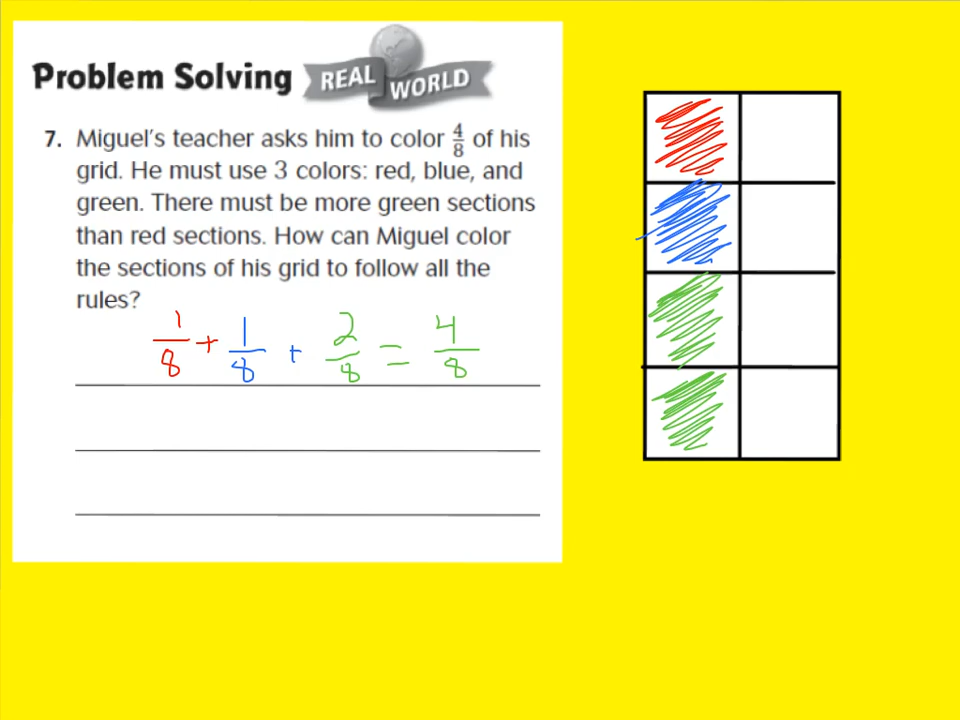 Problem Solving REAL WORLD
7. Miguel's teacher asks him to color 4/8 of his
grid. He must use 3 colors: red, blue, and
green. There must be more green sections
than red sections. How can Miguel color
the sections of his grid to follow all the
rules?
1/8 + 1/8 + 2/8 = 4/8